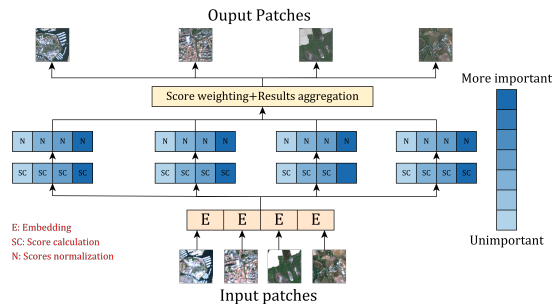 Ouput Patches
More important
Score weighting+Results aggregation
N N N N N N N N N N N N N N N N
SC SC SC SC SC SC SC SC SC SC SC SC SC SC SC SC
E E E E
E: Embedding
SC: Score calculation
N: Scores normalization
Unimportant
Input patches